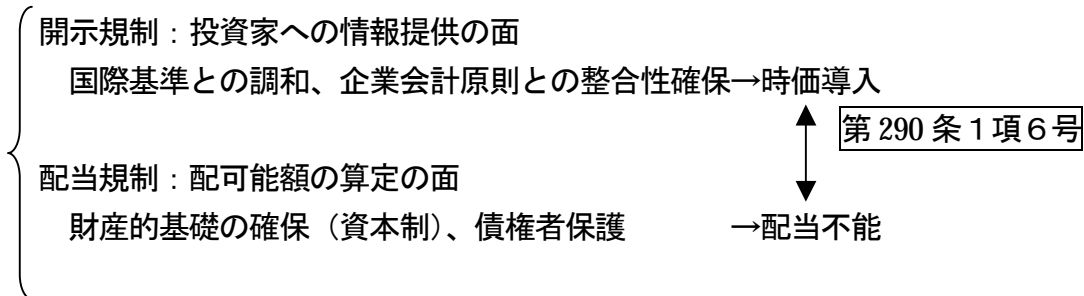 開示規制：投資家への情報提供の面
国際基準との調和、企業会計原則との整合性確保→時価導入
第 290 条１項６号
配当規制：配可能額の算定の面
財産的基礎の確保（資本制）、債権者保護 →配当不能